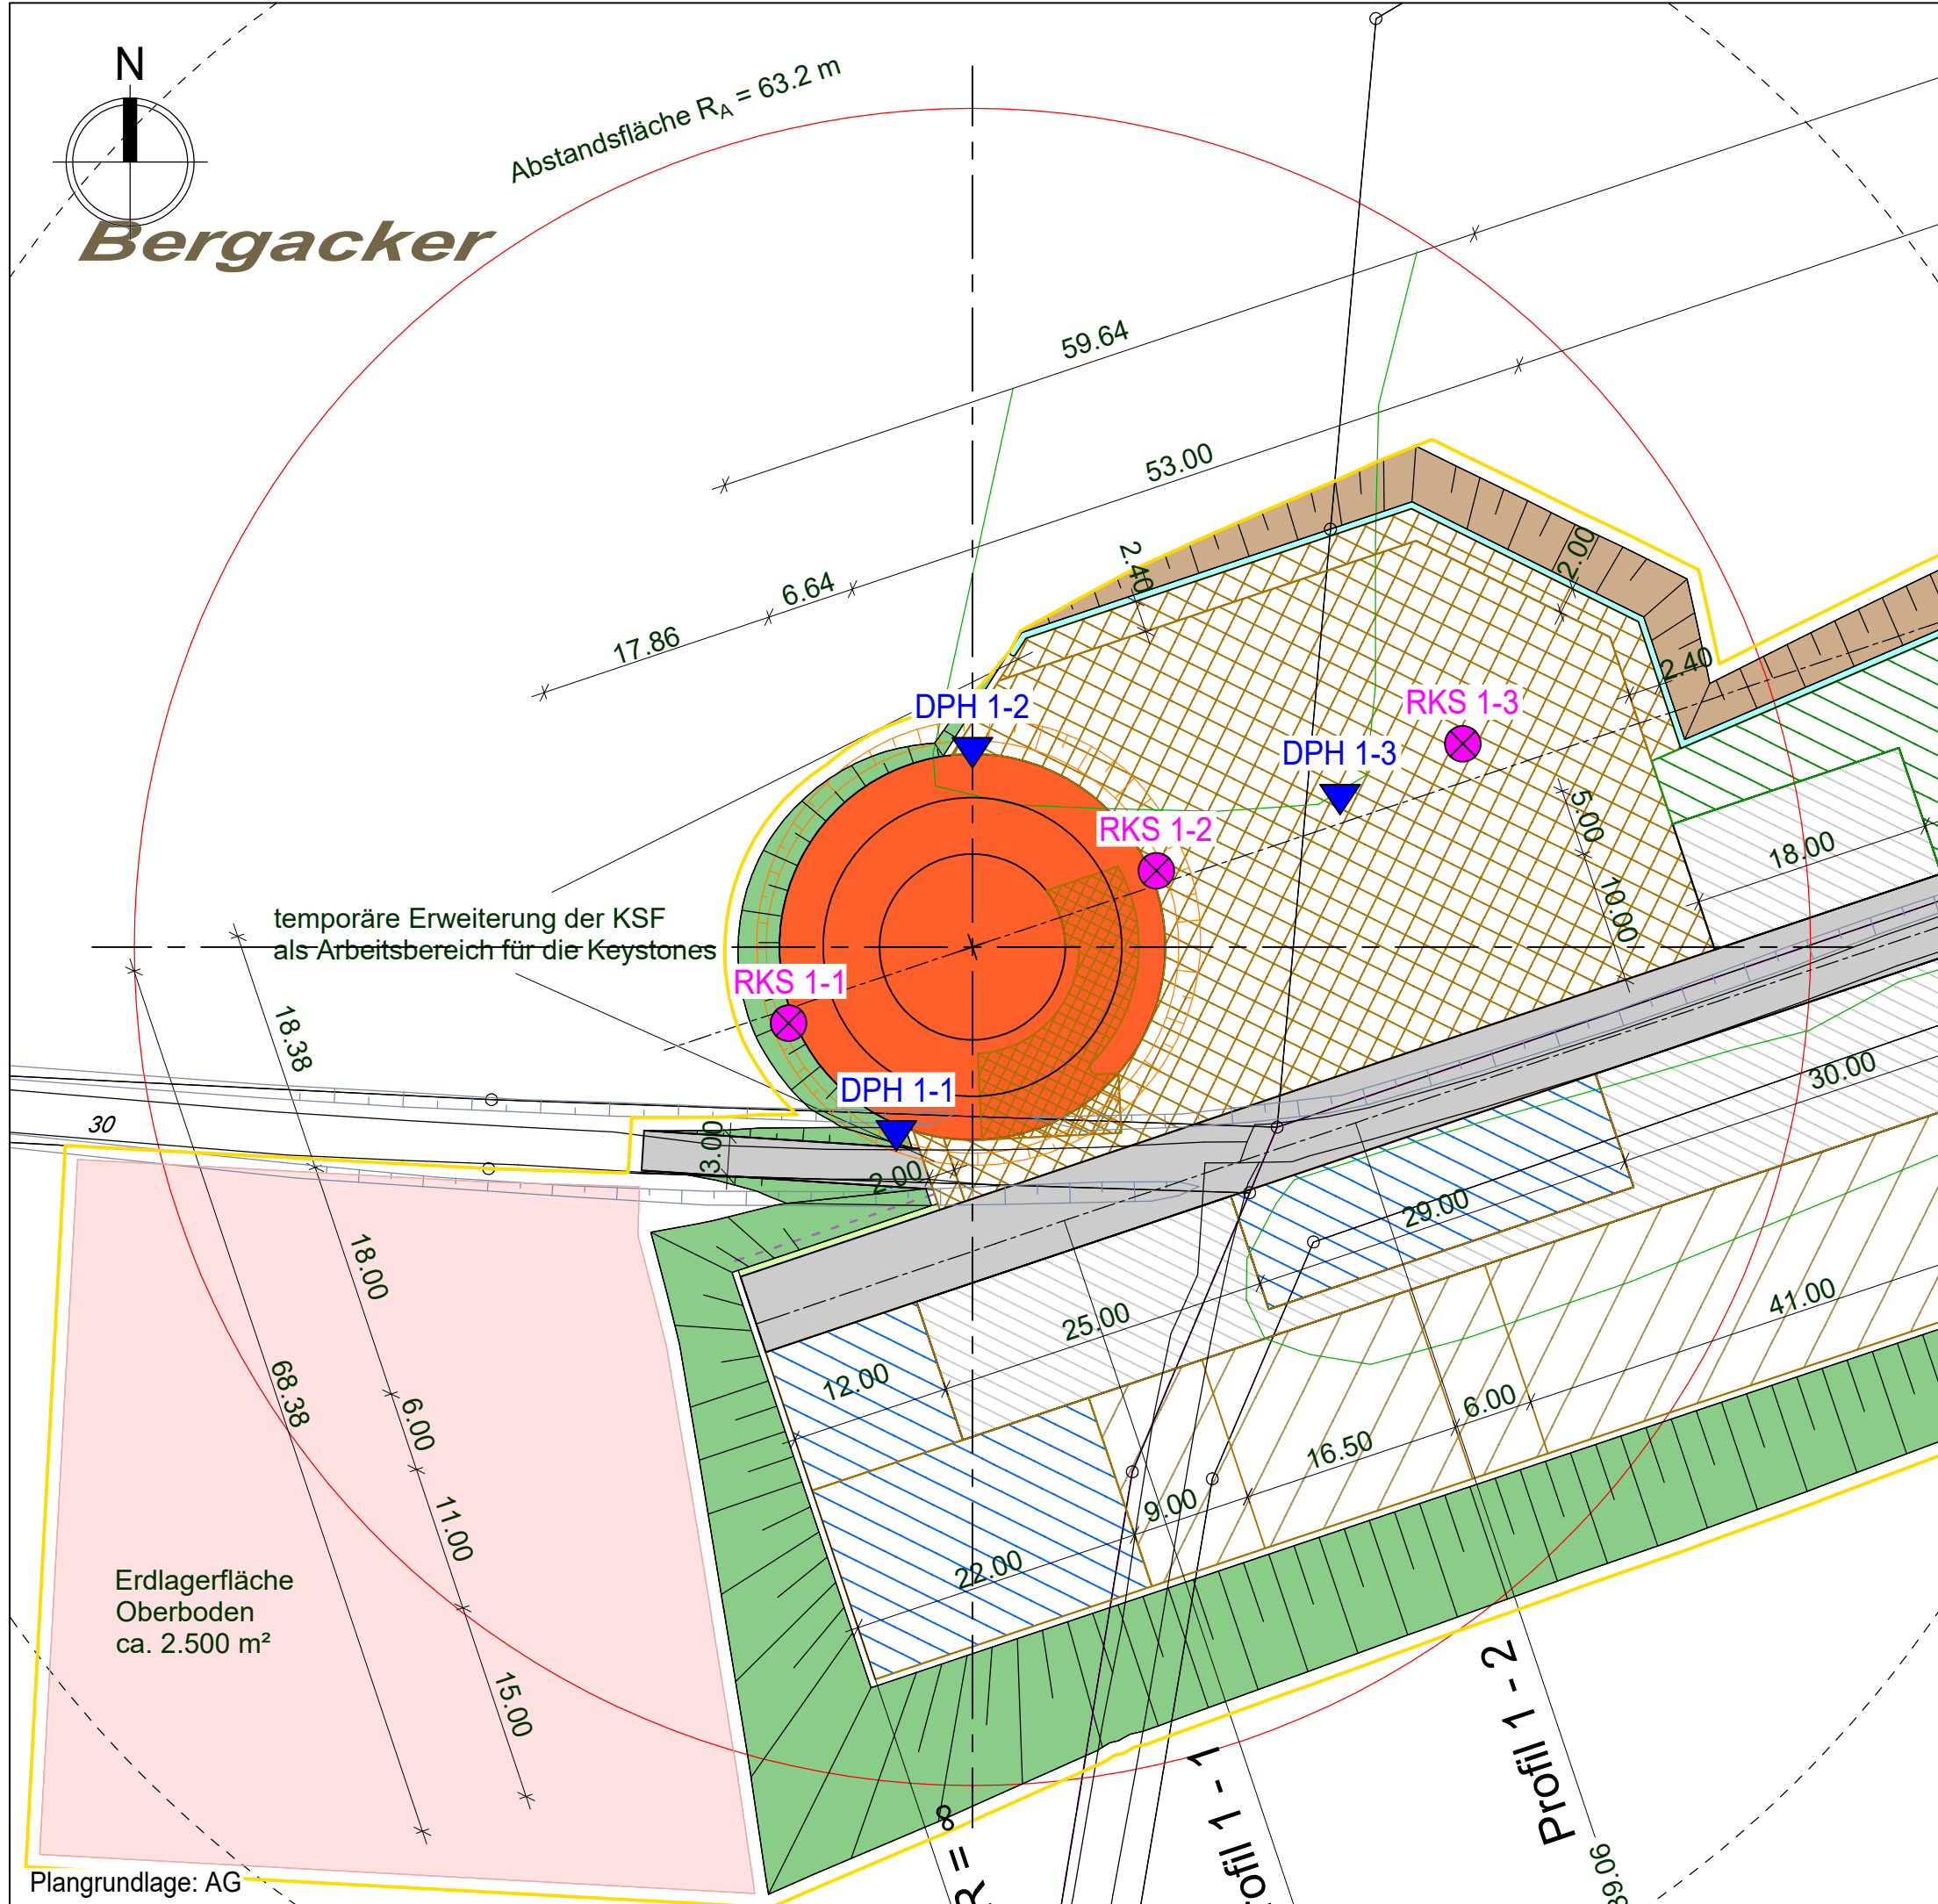 N
Abstandsfläche R_A = 63.2 m
Bergacker
59.64
53.00
6.64
17.86
2.40
2.00
2.40
DPH 1-2
RKS 1-3
DPH 1-3
RKS 1-2
5.00
18.00
10.00
temporäre Erweiterung der KSF
als Arbeitsbereich für die Keystones
RKS 1-1
18.38
DPH 1-1
30
3.00
2.00
30.00
29.00
18.00
25.00
41.00
12.00
68.38
6.00
6.00
16.50
11.00
9.00
22.00
Erdlagerfläche
Oberboden
ca. 2.500 m²
15.00
Profil 1 - 2
ofil 1 - 1
R = 8
Plangrundlage: AG